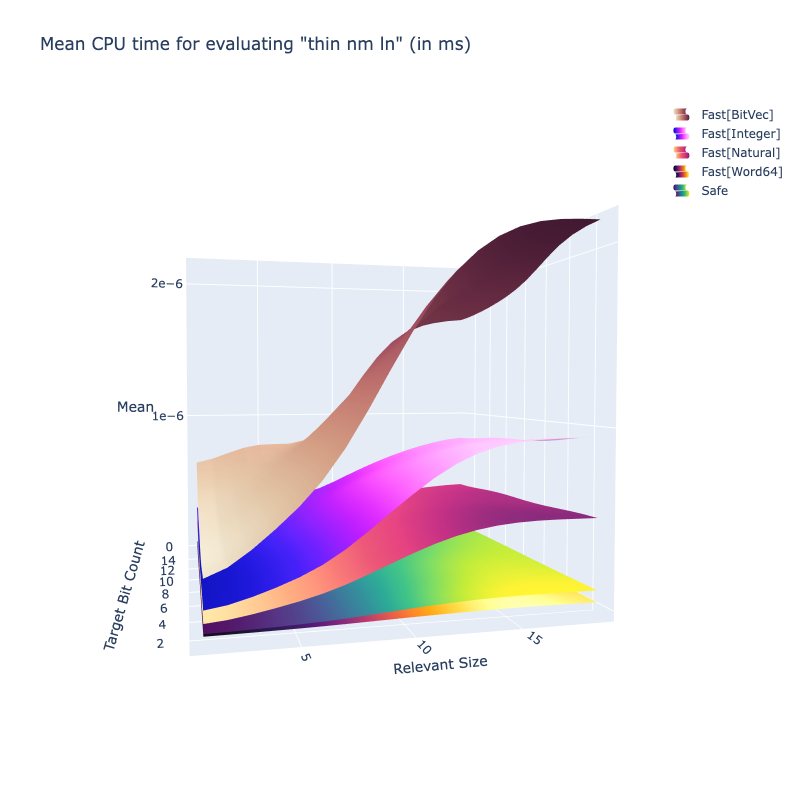 Mean CPU time for evaluating "thin nm ln" (in ms)
Fast[BitVec]
Fast[Integer]
Fast[Natural]
Fast[Word64]
Safe
2e-6
Mean
1e-6
0
14
12
10
8
6
4
2
Target Bit Count
5
10
15
Relevant Size